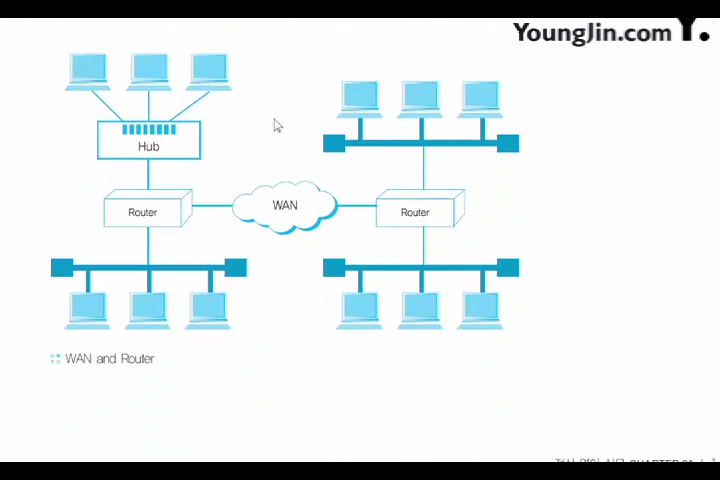 YoungJin.com Y.
Hub
Router
WAN
Router
WAN and Router